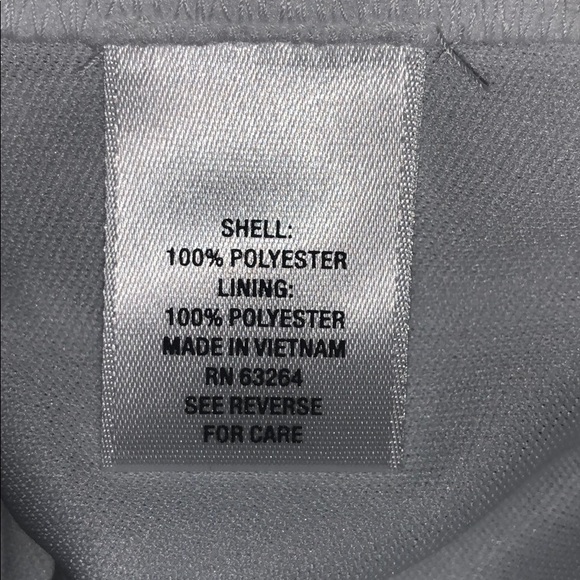 SHELL:
100% POLYESTER
LINING:
100% POLYESTER
MADE IN VIETNAM
RN 63264
SEE REVERSE
FOR CARE